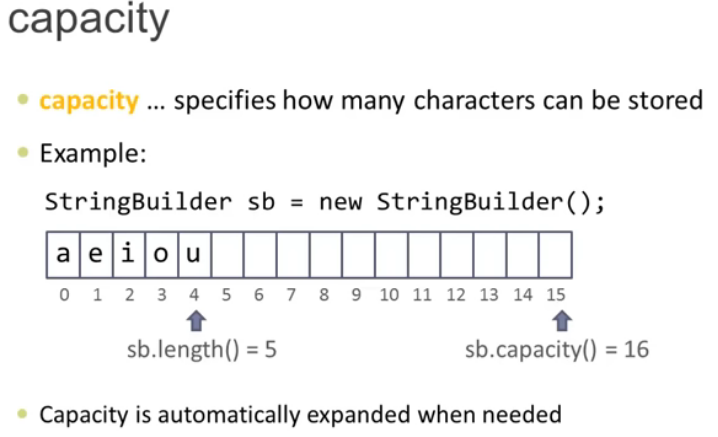 capacity
• capacity ... specifies how many characters can be stored
• Example:
StringBuilder sb = new StringBuilder();
a e i o u
0 1 2 3 4 5 6 7 8 9 10 11 12 13 14 15
sb.length() = 5 sb.capacity() = 16
• Capacity is automatically expanded when needed